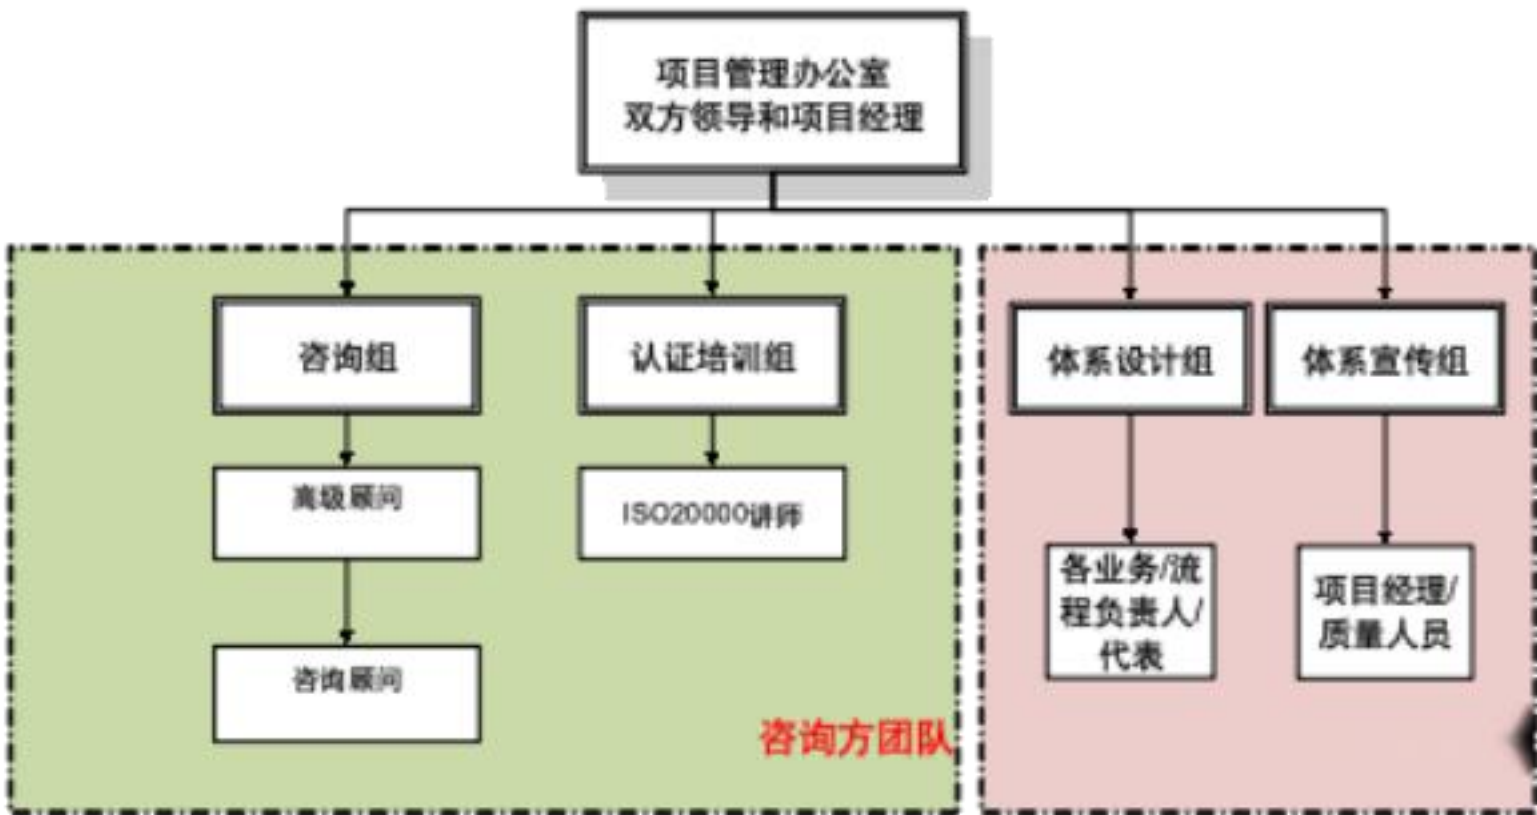 项目管理办公室
双方领导和项目经理
咨询组
认证培训组
体系设计组
体系宣传组
高级顾问
ISO20000讲师
各业务/流
程负责人/
代表
项目经理/
质量人员
咨询顾问
咨询方团队